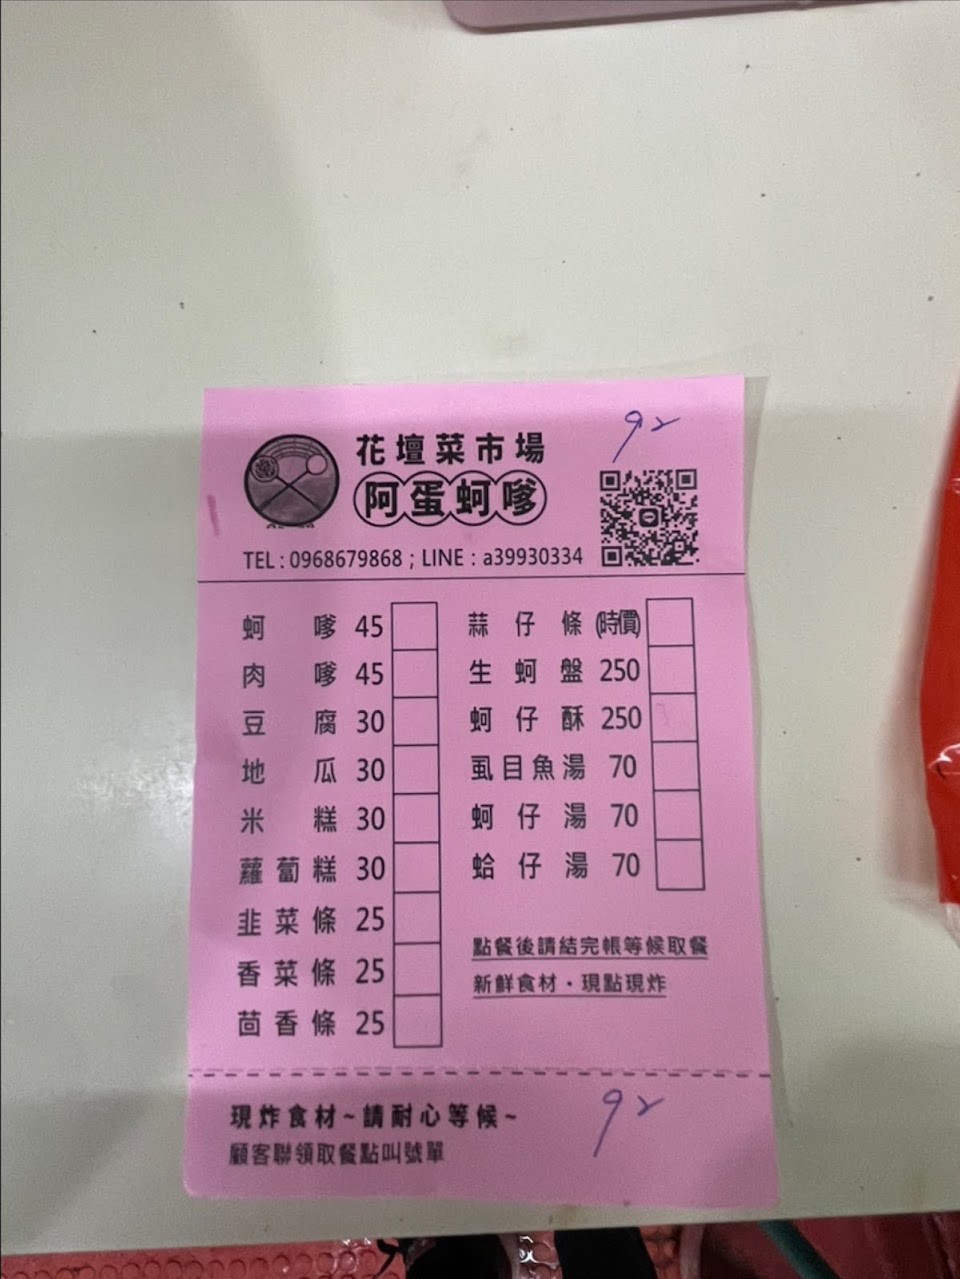 92
花壇菜市場
阿蛋蚵嗲
TEL : 0968679868 ; LINE : a39930334
蚵嗲 45
肉嗲 45
豆腐 30
地瓜 30
米糕 30
蘿蔔糕 30
韭菜條 25
香菜條 25
茴香條 25
蒜仔條 (時價)
生蚵盤 250
蚵仔酥 250
虱目魚湯 70
蚵仔湯 70
蛤仔湯 70
點餐後請結完帳等候取餐
新鮮食材・現點現炸
現炸食材~請耐心等候~
顧客聯領取餐點叫號單
92